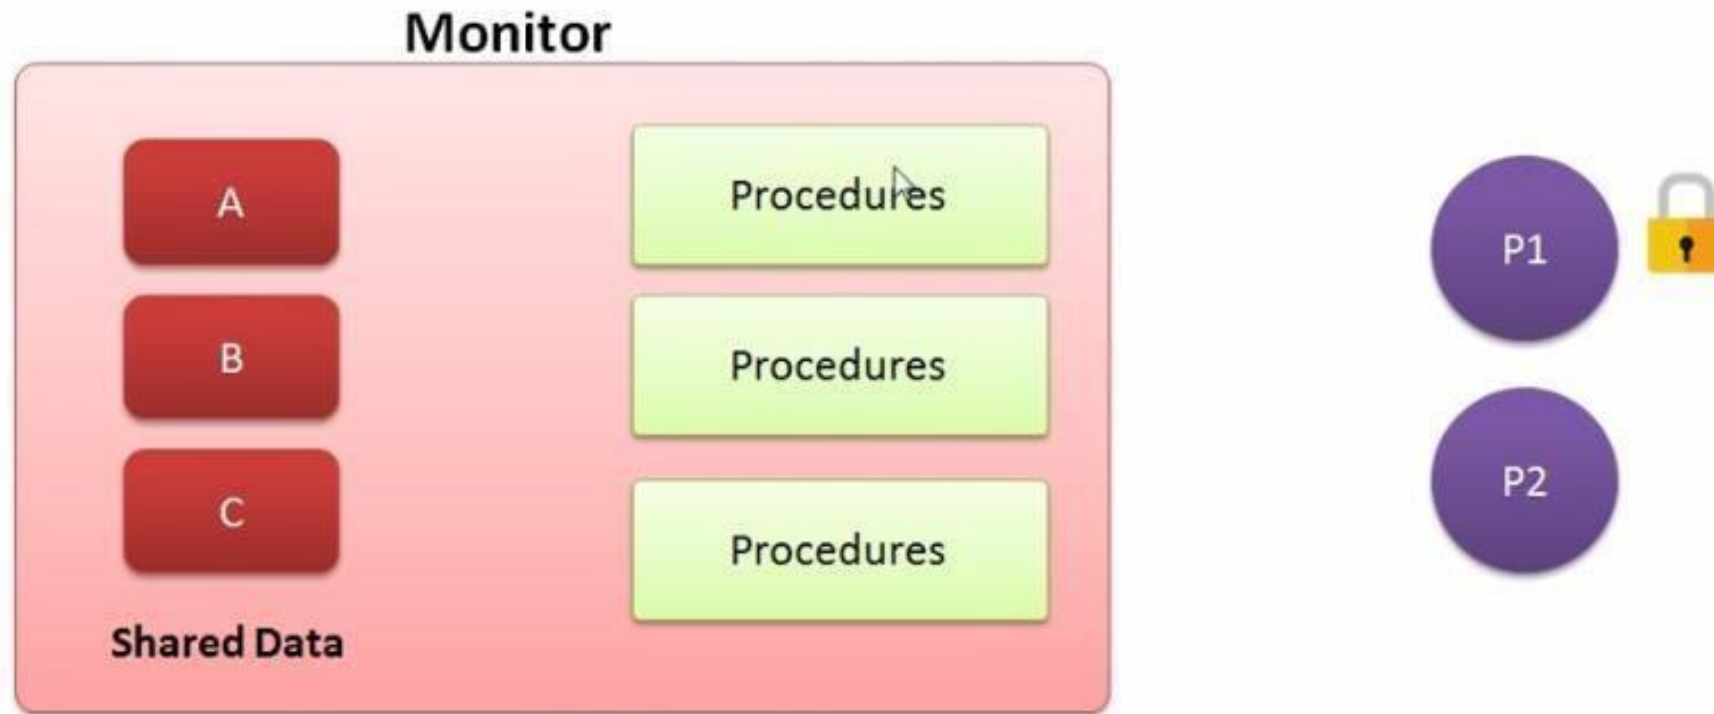 Monitor
A
B
C
Shared Data
Procedures
Procedures
Procedures
P1
P2